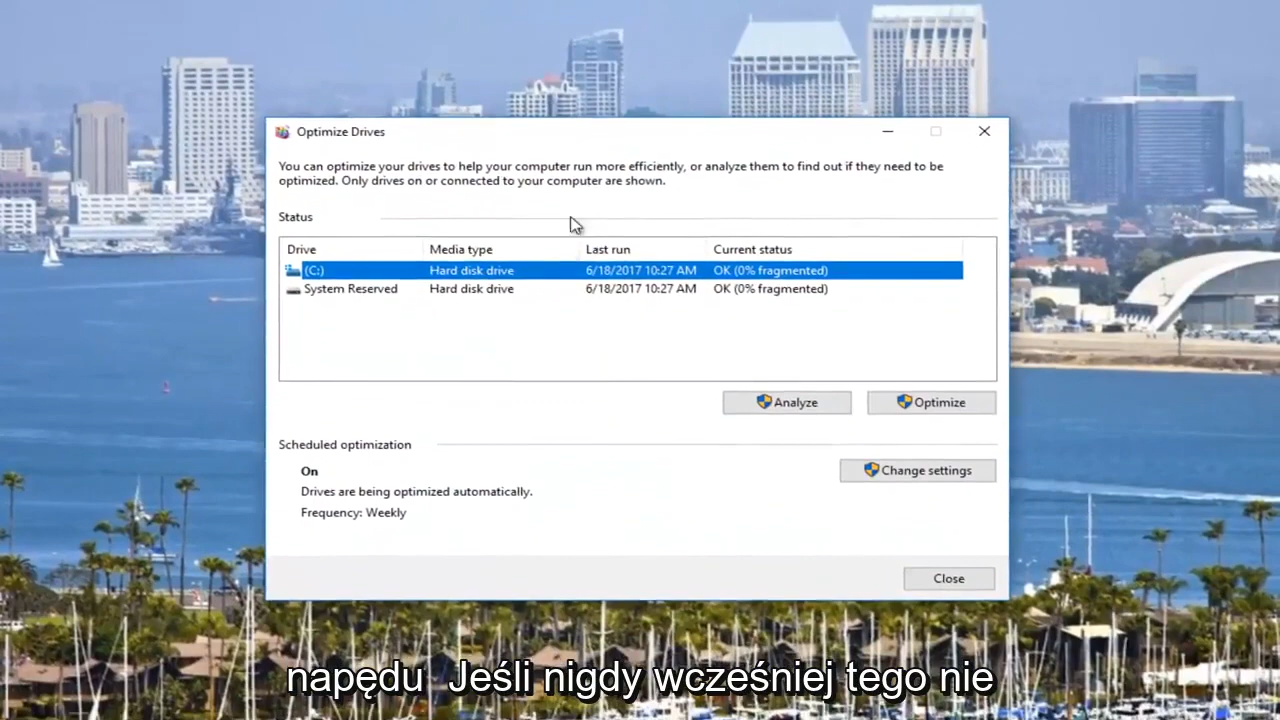 Optimize Drives
You can optimize your drives to help your computer run more efficiently, or analyze them to find out if they need to be
optimized. Only drives on or connected to your computer are shown.
Status
Drive Media type Last run Current status
(C:) Hard disk drive 6/18/2017 10:27 AM OK (0% fragmented)
System Reserved Hard disk drive 6/18/2017 10:27 AM OK (0% fragmented)
Analyze Optimize
Scheduled optimization
On
Change settings
Drives are being optimized automatically.
Frequency: Weekly
Close
napędu Jeśli nigdy wcześniej tego nie